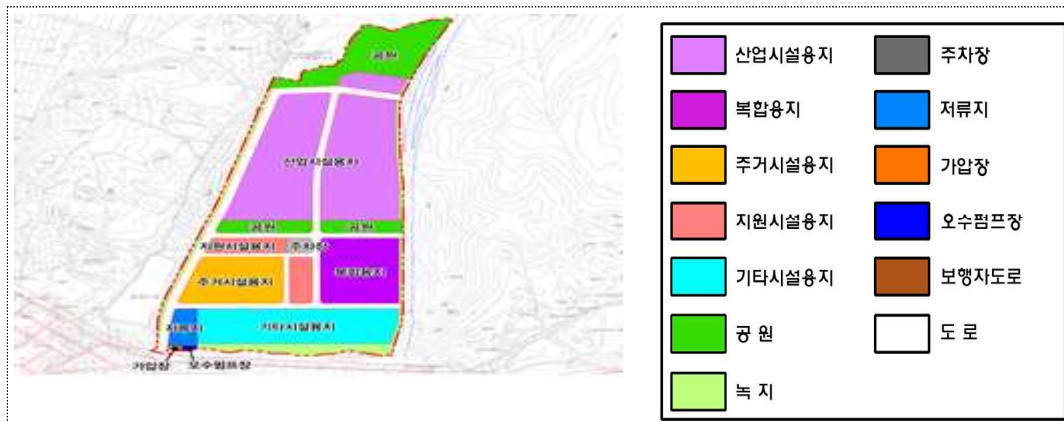 공원
산업시설용지
공원 공원
지원시설용지 주차장
복합용지
주거시설용지
저류지 기타시설용지
가압장 오수펌프장
산업시설용지 주차장
복합용지 저류지
주거시설용지 가압장
지원시설용지 오수펌프장
기타시설용지 보행자도로
공 원 도 로
녹 지